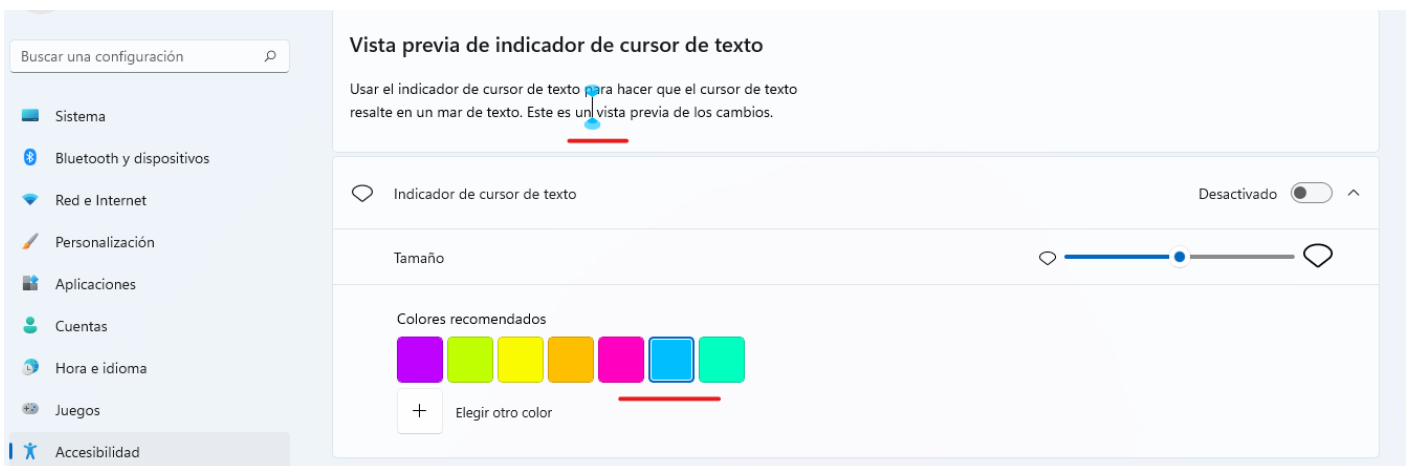 Buscar una configuración
Sistema
Bluetooth y dispositivos
Red e Internet
Personalización
Aplicaciones
Cuentas
Hora e idioma
Juegos
Accesibilidad
Vista previa de indicador de cursor de texto
Usar el indicador de cursor de texto para hacer que el cursor de texto
resalte en un mar de texto. Este es un vista previa de los cambios.
Indicador de cursor de texto
Desactivado
Tamaño
Colores recomendados
Elegir otro color